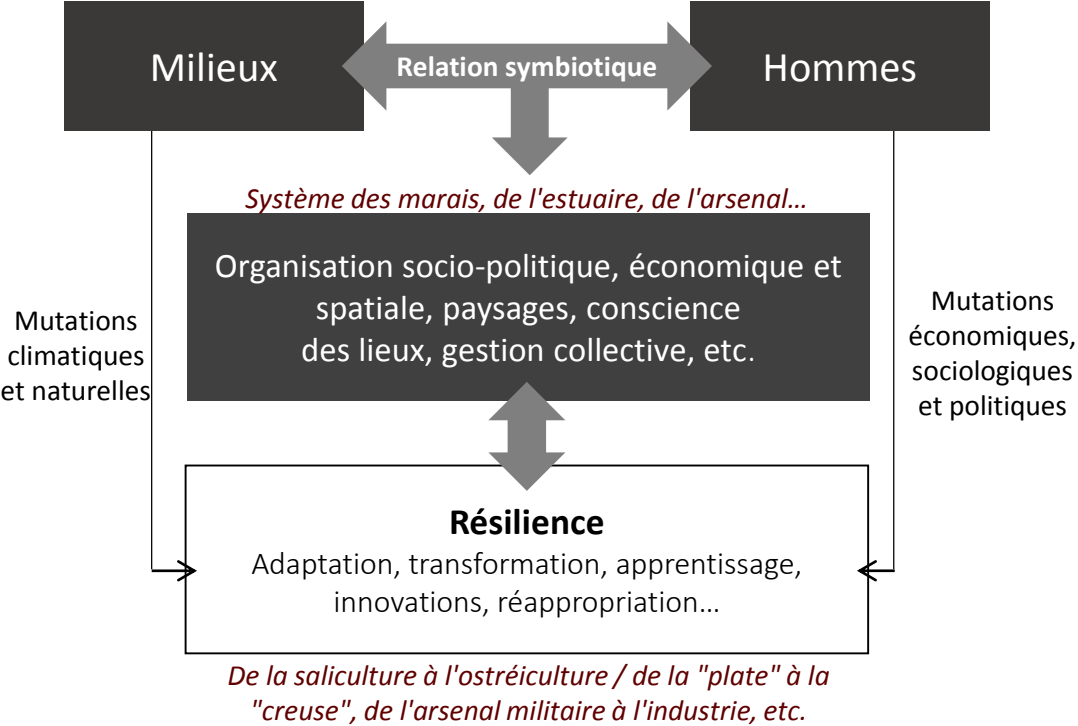 Milieux
Relation symbiotique
Hommes
Système des marais, de l'estuaire, de l'arsenal...
Organisation socio-politique, économique et
spatiale, paysages, conscience
des lieux, gestion collective, etc.
Mutations
climatiques
et naturelles
Mutations
économiques,
sociologiques
et politiques
Résilience
Adaptation, transformation, apprentissage,
innovations, réappropriation...
De la saliculture à l'ostréiculture / de la "plate" à la
"creuse", de l'arsenal militaire à l'industrie, etc.